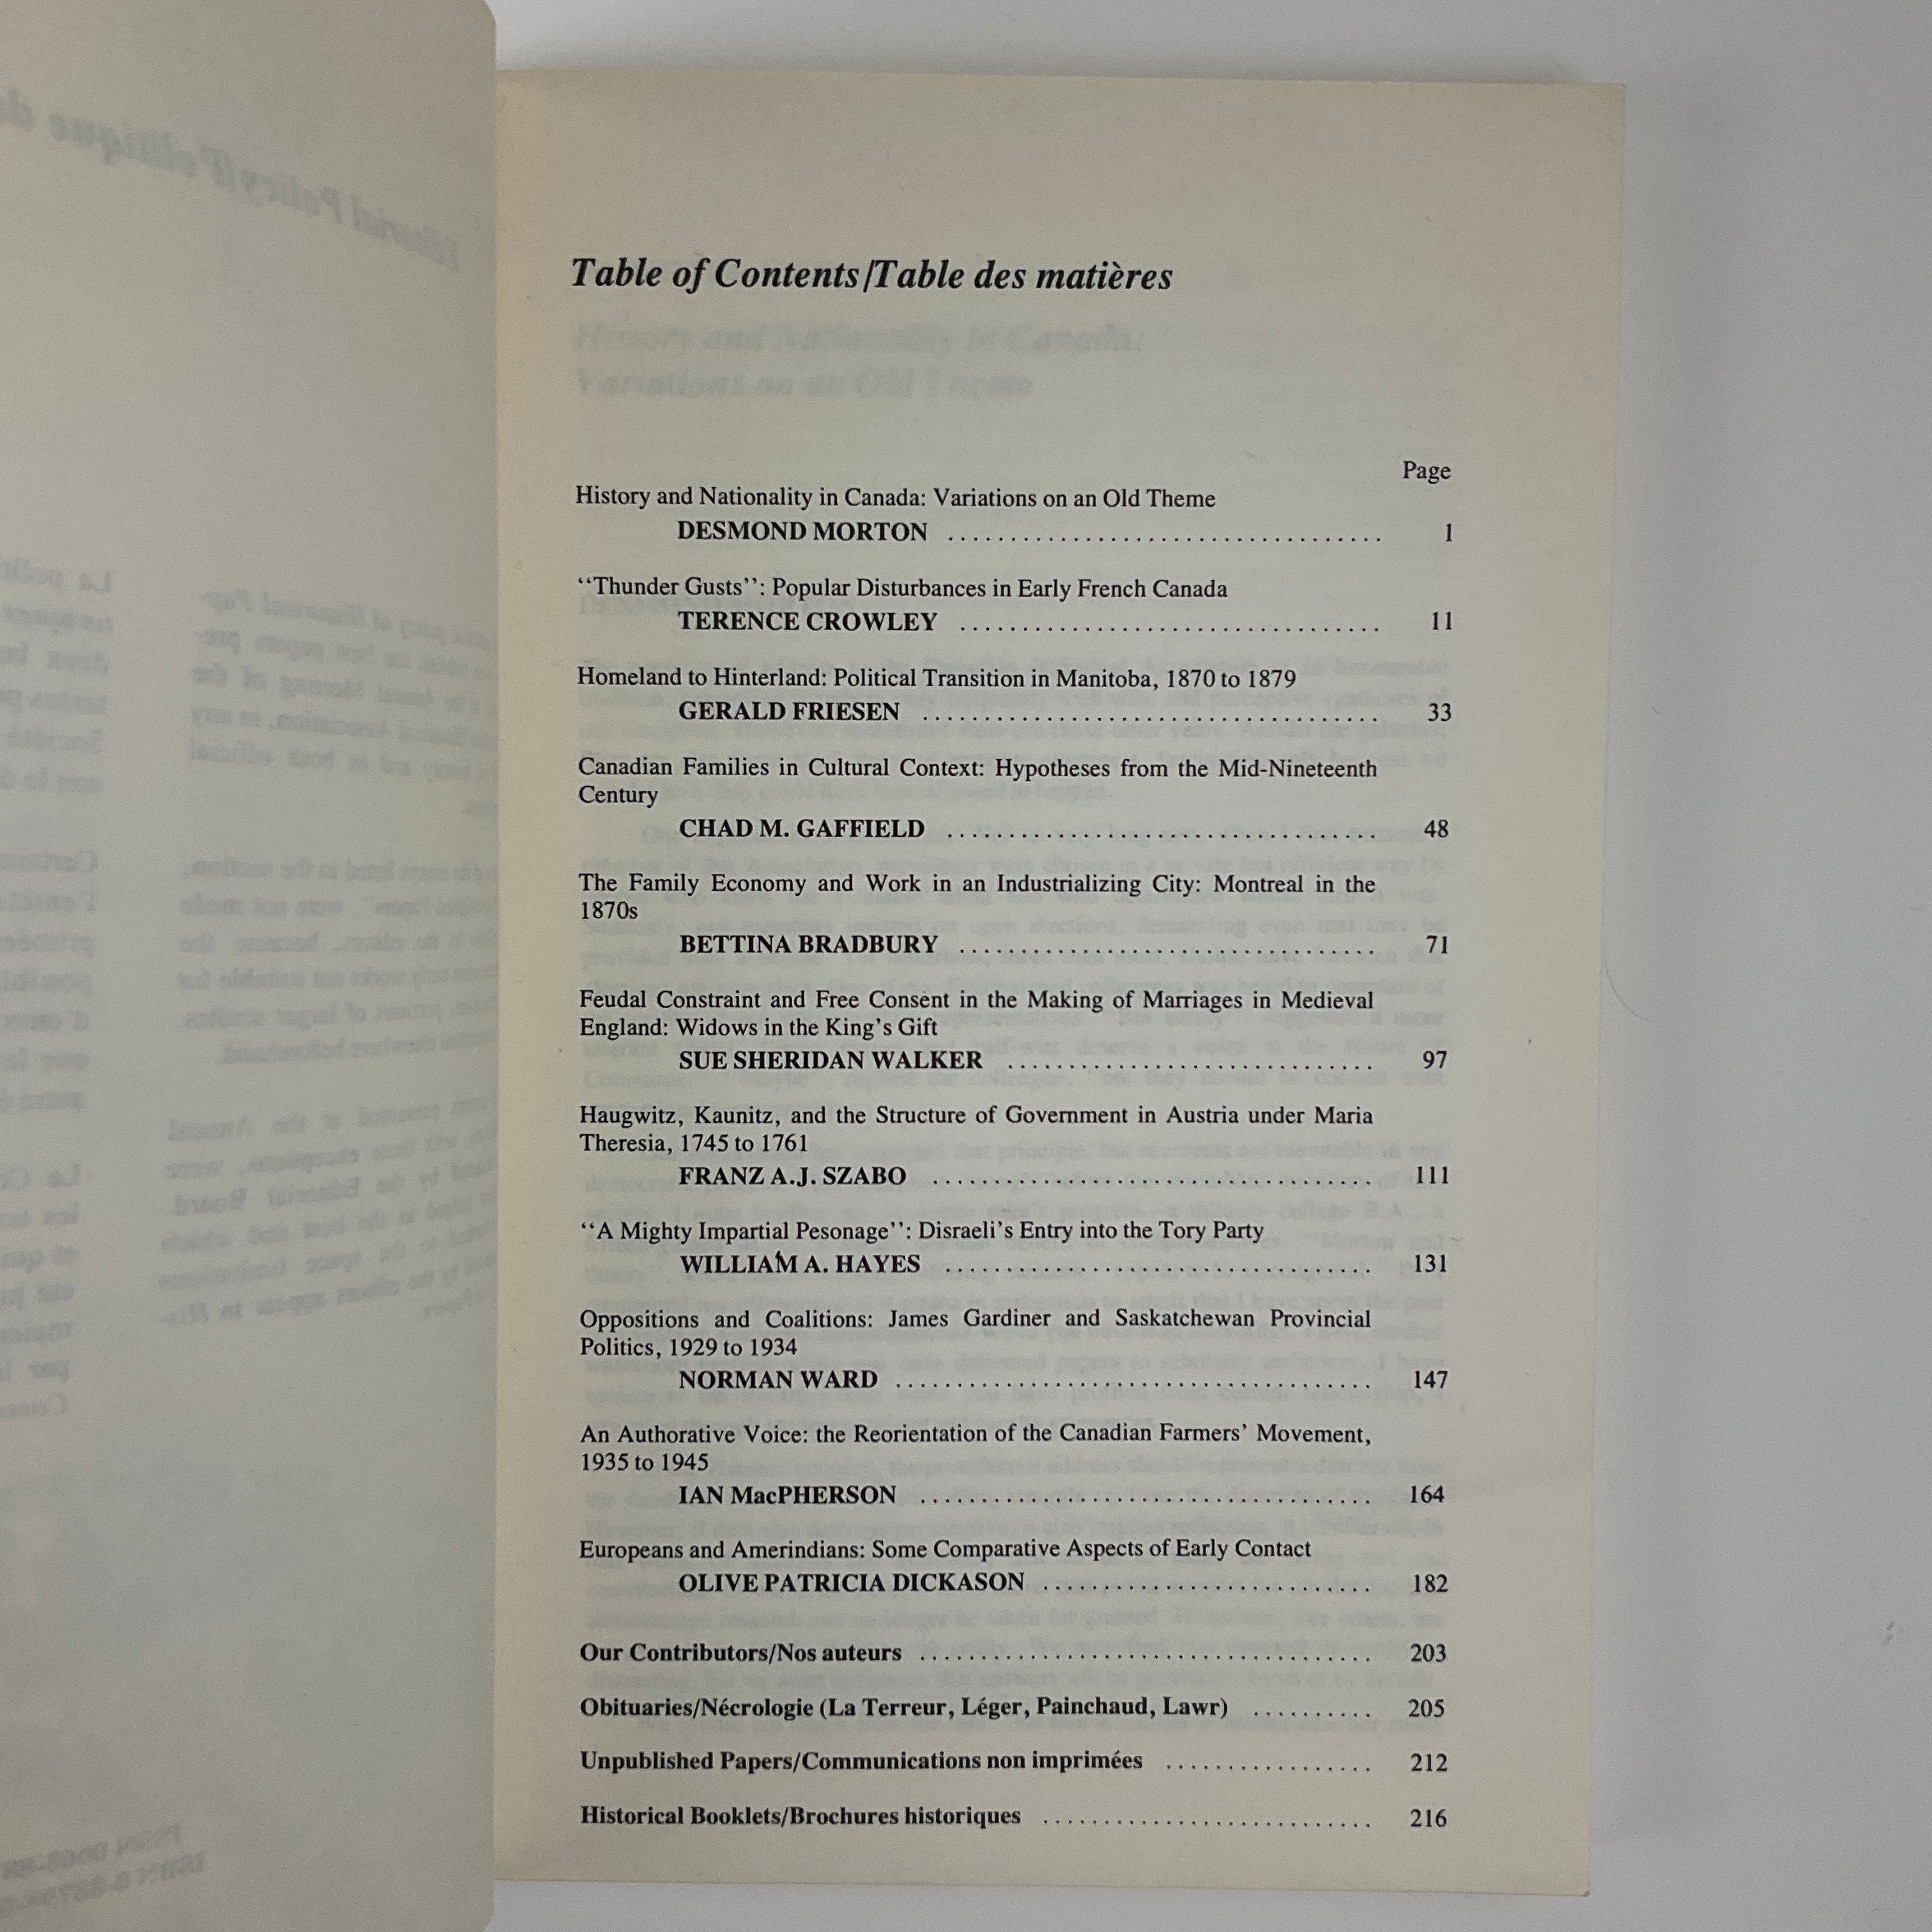 Table of Contents/Table des matières
Page
History and Nationality in Canada: Variations on an Old Theme
DESMOND MORTON .................................. 1
“Thunder Gusts”: Popular Disturbances in Early French Canada
TERENCE CROWLEY .................................. 11
Homeland to Hinterland: Political Transition in Manitoba, 1870 to 1879
GERALD FRIESEN .................................... 33
Canadian Families in Cultural Context: Hypotheses from the Mid-Nineteenth
Century
CHAD M. GAFFIELD .................................. 48
The Family Economy and Work in an Industrializing City: Montreal in the
1870s
BETTINA BRADBURY ................................. 71
Feudal Constraint and Free Consent in the Making of Marriages in Medieval
England: Widows in the King's Gift
SUE SHERIDAN WALKER .............................. 97
Haugwitz, Kaunitz, and the Structure of Government in Austria under Maria
Theresia, 1745 to 1761
FRANZ A.J. SZABO .................................... 111
“A Mighty Impartial Pesonage”: Disraeli's Entry into the Tory Party
WILLIAM A. HAYES ................................... 131
Oppositions and Coalitions: James Gardiner and Saskatchewan Provincial
Politics, 1929 to 1934
NORMAN WARD ...................................... 147
An Authorative Voice: the Reorientation of the Canadian Farmers' Movement,
1935 to 1945
IAN MacPHERSON .................................... 164
Europeans and Amerindians: Some Comparative Aspects of Early Contact
OLIVE PATRICIA DICKASON ........................... 182
Our Contributors/Nos auteurs .................................... 203
Obituaries/Nécrologie (La Terreur, Léger, Painchaud, Lawr) .......... 205
Unpublished Papers/Communications non imprimées ................. 212
Historical Booklets/Brochures historiques ........................... 216